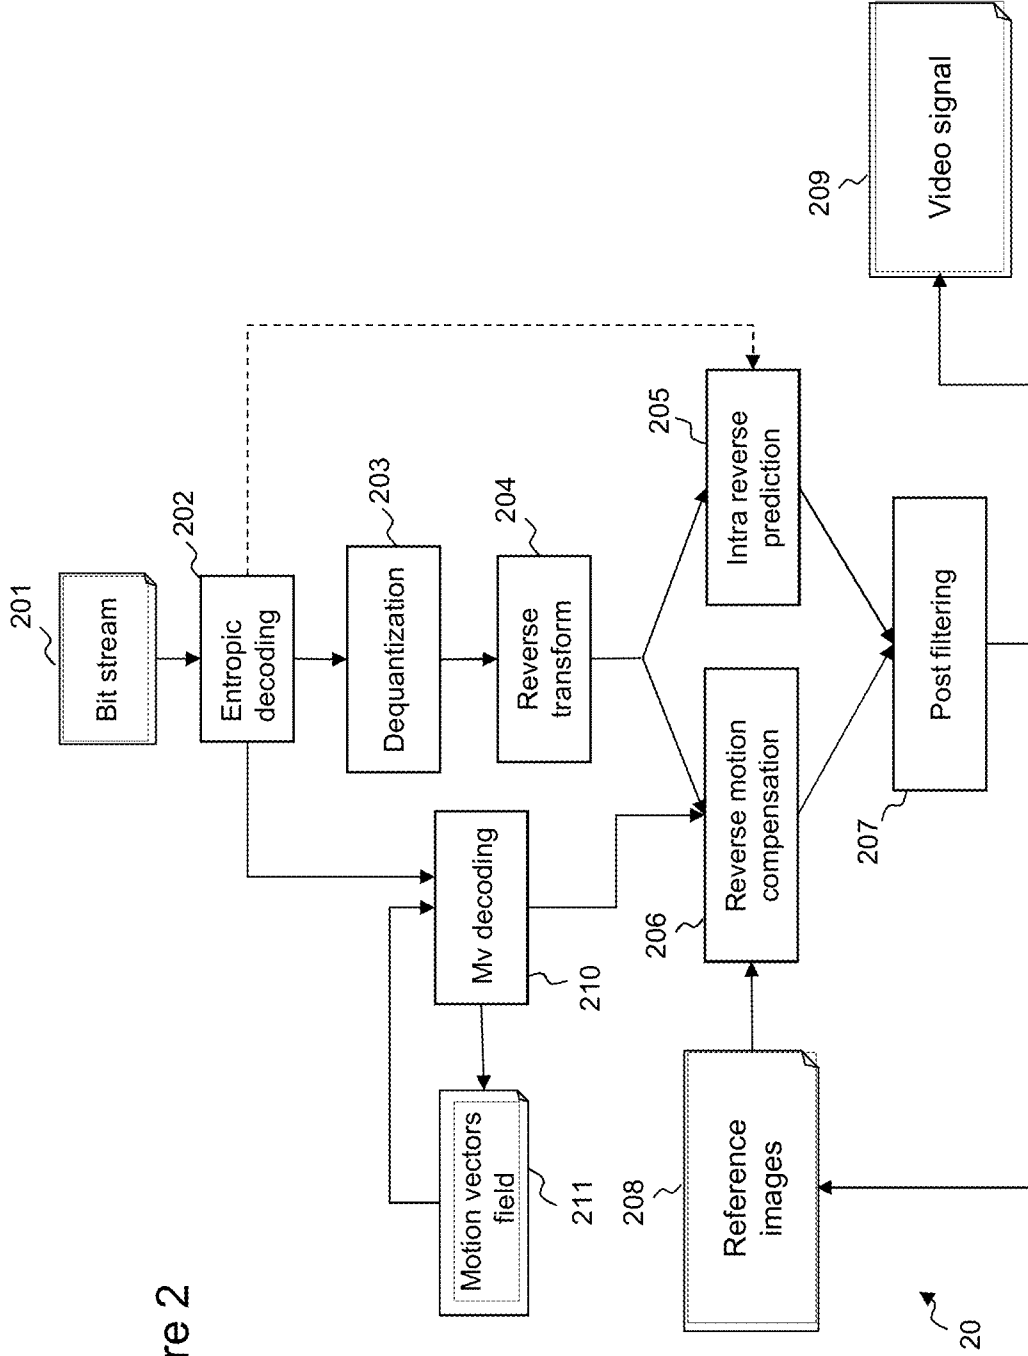 201
Bit stream
re 2
202
Entropic
decoding
203
Dequantization
Mv decoding
210
Motion vectors
field
211
204
Reverse
transform
208
Reference
images
206
Reverse motion
compensation
205
Intra reverse
prediction
209
Video signal
207
Post filtering
20